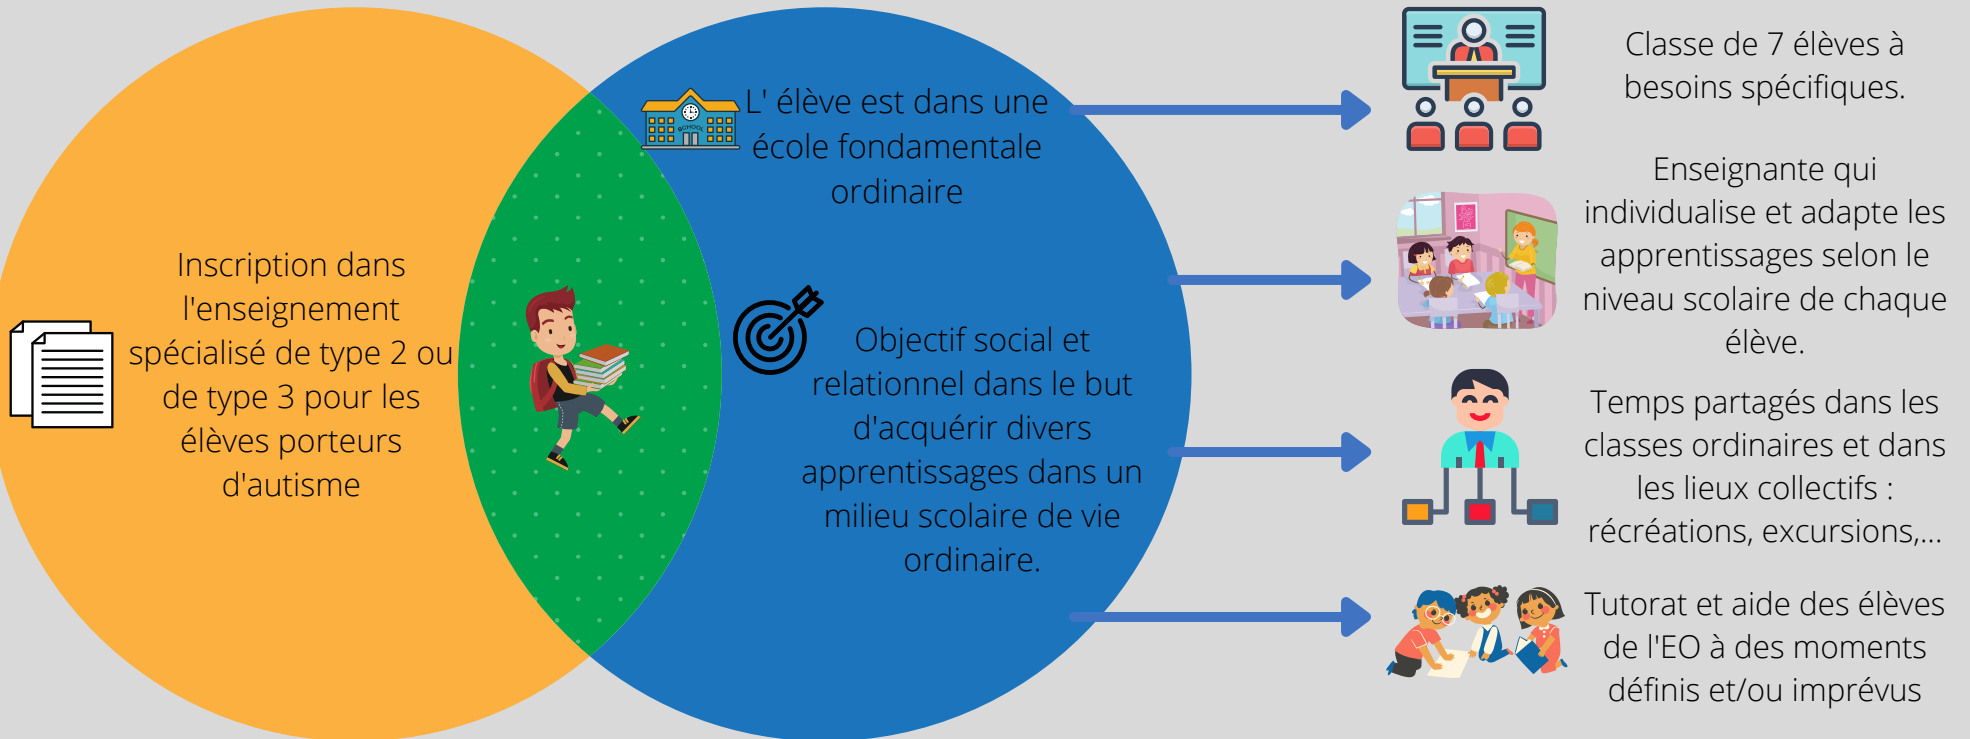 Inscription dans
l'enseignement
spécialisé de type 2 ou
de type 3 pour les
élèves porteurs
d'autisme
SCHOOL
L' élève est dans une
école fondamentale
ordinaire
Objectif social et
relationnel dans le but
d'acquérir divers
apprentissages dans un
milieu scolaire de vie
ordinaire.
Classe de 7 élèves à
besoins spécifiques.
Enseignante qui
individualise et adapte les
apprentissages selon le
niveau scolaire de chaque
élève.
Temps partagés dans les
classes ordinaires et dans
les lieux collectifs :
récréations, excursions,...
Tutorat et aide des élèves
de l'EO à des moments
définis et/ou imprévus